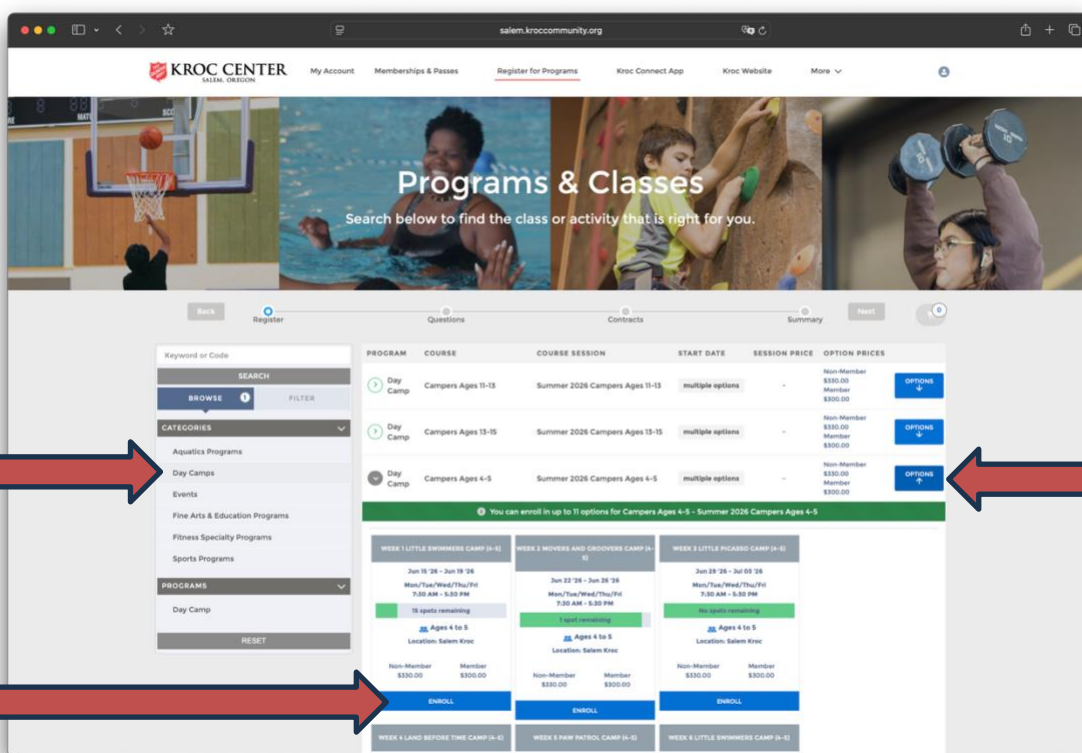 salem.kroccommunity.org
KROC CENTER
SALEM, OREGON
My Account
Memberships & Passes
Register for Programs
Kroc Connect App
Kroc Website
More
Programs & Classes
Search below to find the class or activity that is right for you.
Back
Register
Questions
Contracts
Summary
Next
0
Keyword or Code
SEARCH
BROWSE 1 FILTER
CATEGORIES
Aquatics Programs
Day Camps
Events
Fine Arts & Education Programs
Fitness Specialty Programs
Sports Programs
PROGRAMS
Day Camp
RESET
PROGRAM COURSE COURSE SESSION START DATE SESSION PRICE OPTION PRICES
Day Camp Campers Ages 11-13 Summer 2026 Campers Ages 11-13 multiple options - Non-Member $330.00 Member $300.00 OPTIONS
Day Camp Campers Ages 13-15 Summer 2026 Campers Ages 13-15 multiple options - Non-Member $330.00 Member $300.00 OPTIONS
Day Camp Campers Ages 4-5 Summer 2026 Campers Ages 4-5 multiple options - Non-Member $330.00 Member $300.00 OPTIONS
You can enroll in up to 11 options for Campers Ages 4-5 - Summer 2026 Campers Ages 4-5
WEEK 1 LITTLE SWIMMERS CAMP (4-5)
Jun 15 '26 - Jun 19 '26
Mon/Tue/Wed/Thu/Fri
7:30 AM - 5:30 PM
15 spots remaining
Ages 4 to 5
Location: Salem Kroc
Non-Member Member
$330.00 $300.00
ENROLL
WEEK 2 MOVERS AND GROOVERS CAMP (4-
5)
Jun 22 '26 - Jun 26 '26
Mon/Tue/Wed/Thu/Fri
7:30 AM - 5:30 PM
1 spot remaining
Ages 4 to 5
Location: Salem Kroc
Non-Member Member
$330.00 $300.00
ENROLL
WEEK 3 LITTLE PICASSO CAMP (4-5)
Jun 29 '26 - Jul 03 '26
Mon/Tue/Wed/Thu/Fri
7:30 AM - 5:30 PM
No spots remaining
Ages 4 to 5
Location: Salem Kroc
Non-Member Member
$330.00 $300.00
ENROLL
WEEK 4 LAND BEFORE TIME CAMP (4-5)
WEEK 5 PAW PATROL CAMP (4-5)
WEEK 6 LITTLE SWIMMERS CAMP (4-5)